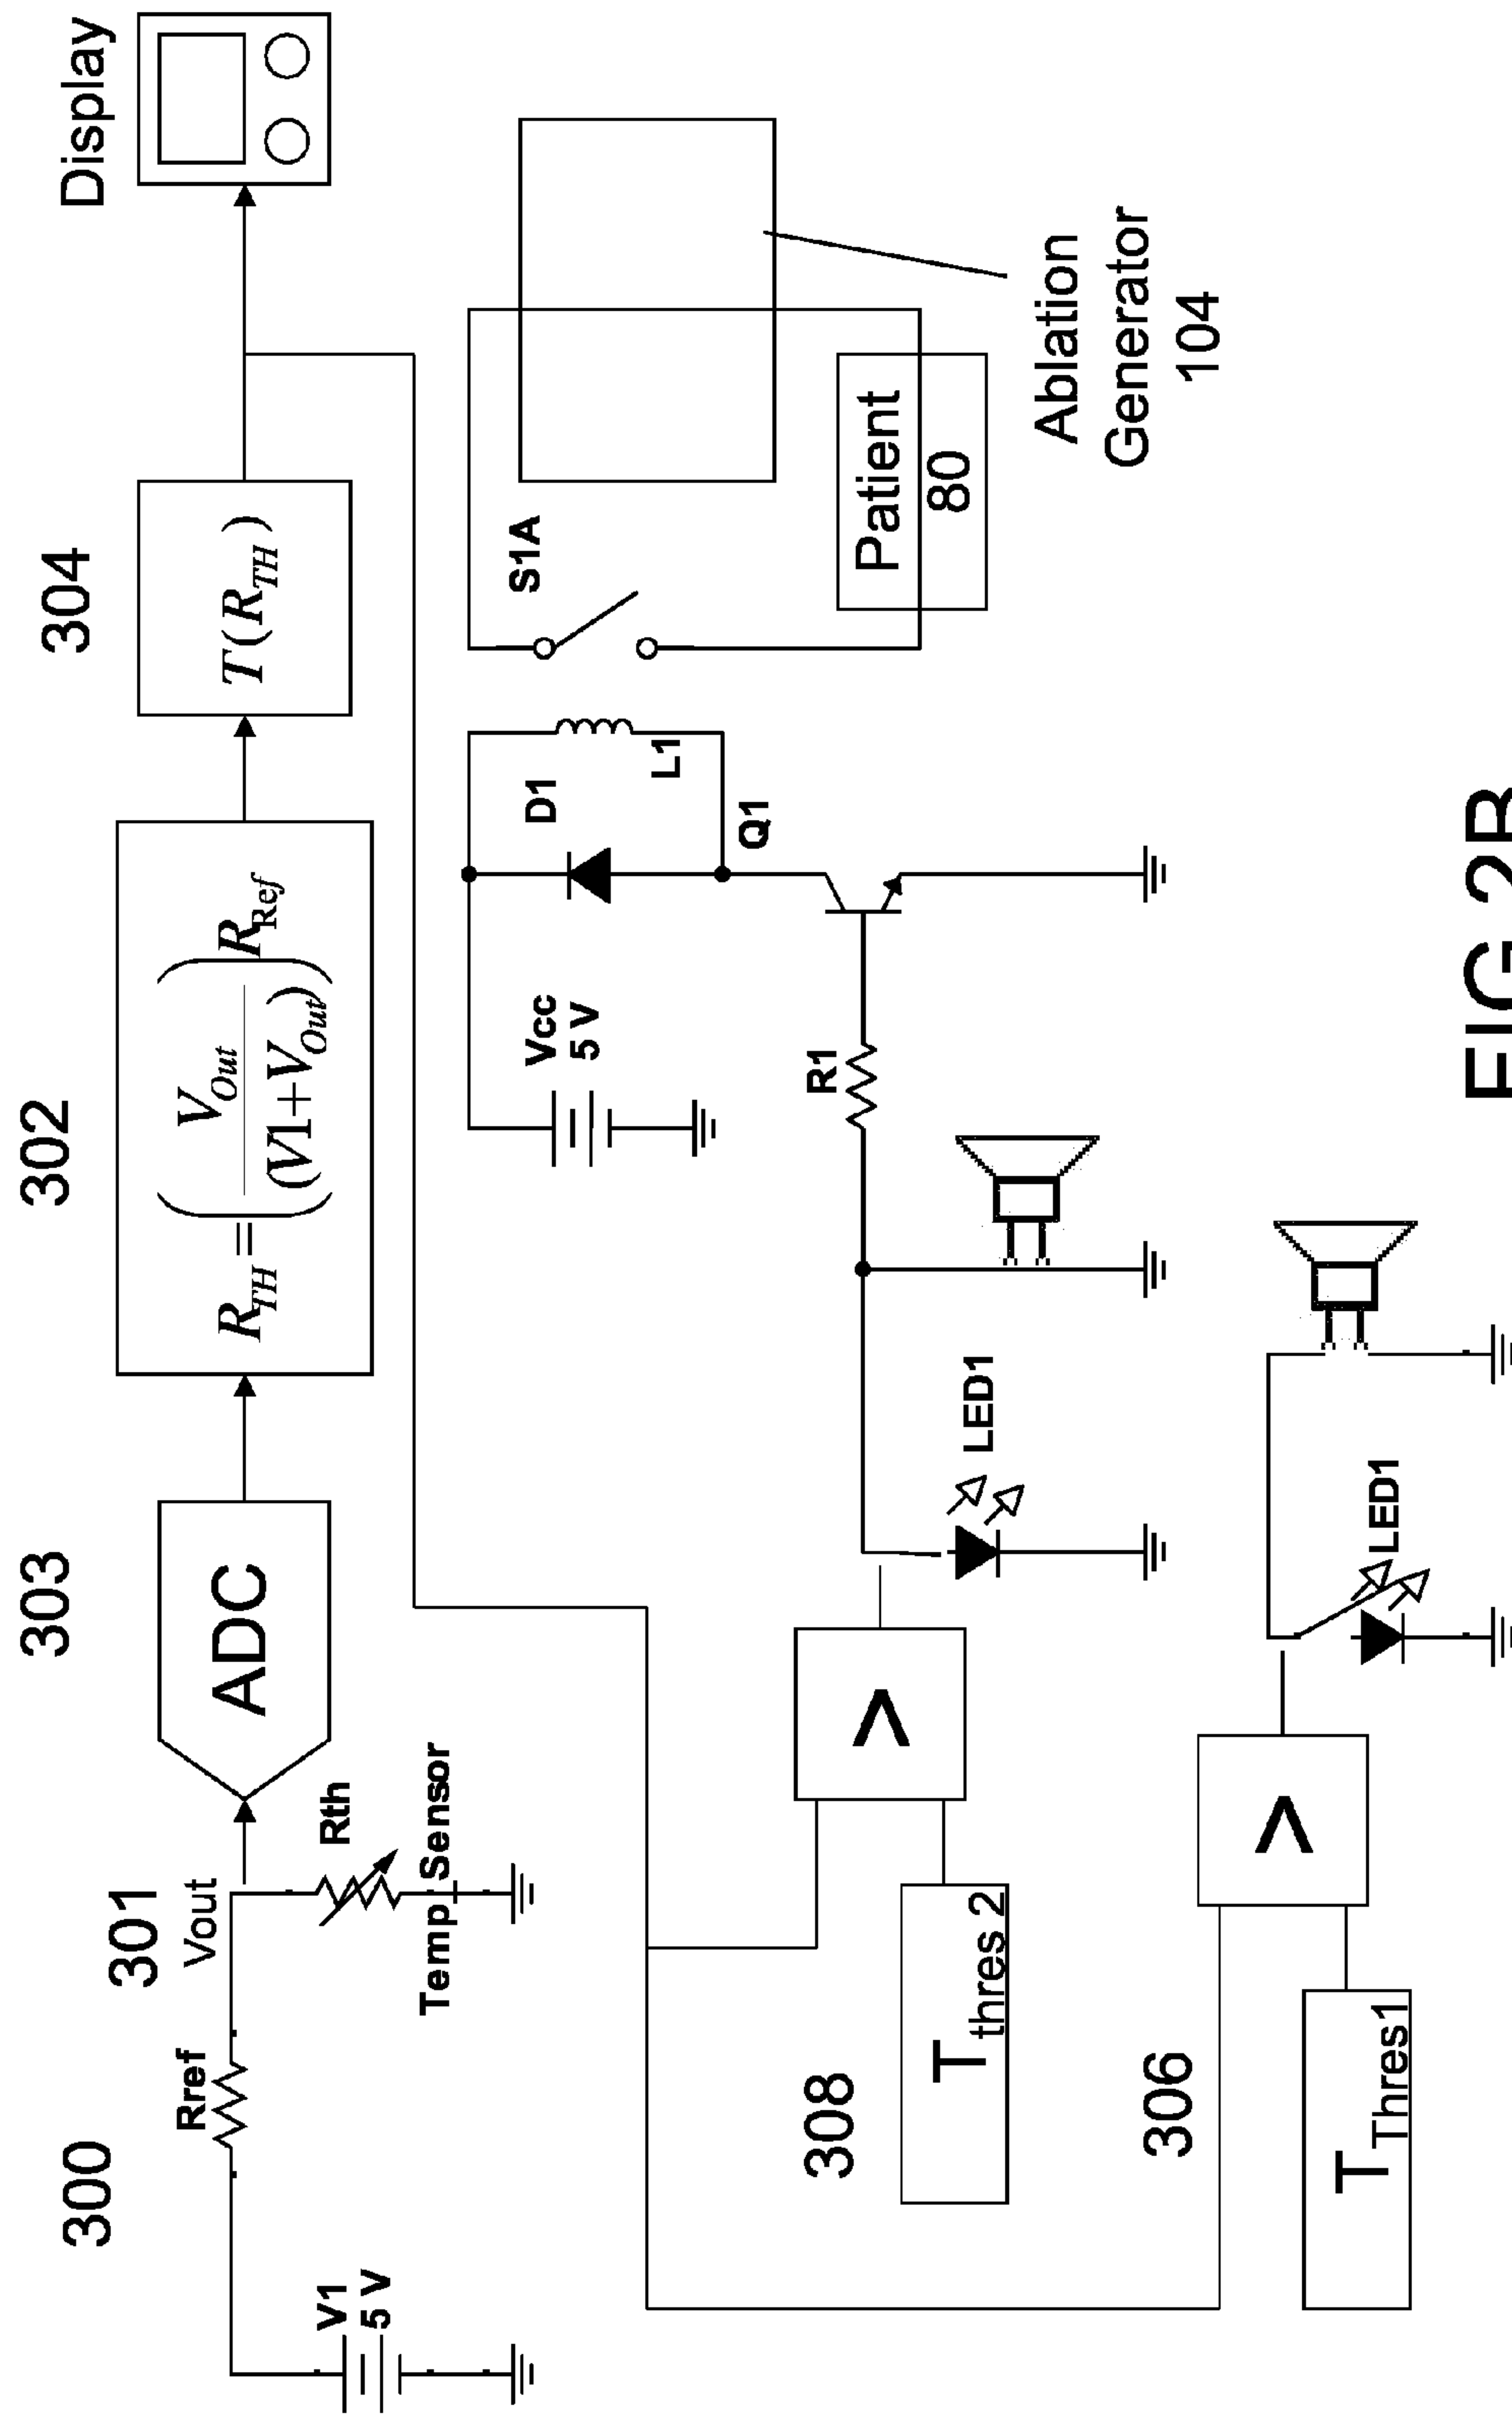 300
301
303
302
304
Display
Rref
Vout
V1
5 V
Rth
Temp_Sensor
ADC
R_TH = (V_Out / (V1+V_Out)) R_Ref
T(R_TH)
308
T thres 2
>
LED1
R1
Vcc
5 V
D1
L1
Q1
S1A
Patient
80
Ablation
Generator
104
306
T Thres1
>
LED1
FIG 2B